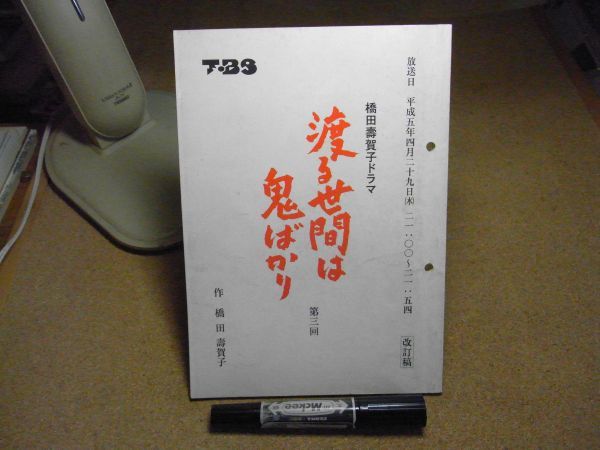 TBS
放送日 平成五年四月二十九日㈭ 二一:〇〇〜二一:五四
改訂稿
橋田壽賀子ドラマ
渡る世間は
鬼ばかり
第三回
作 橋田壽賀子
Mckee